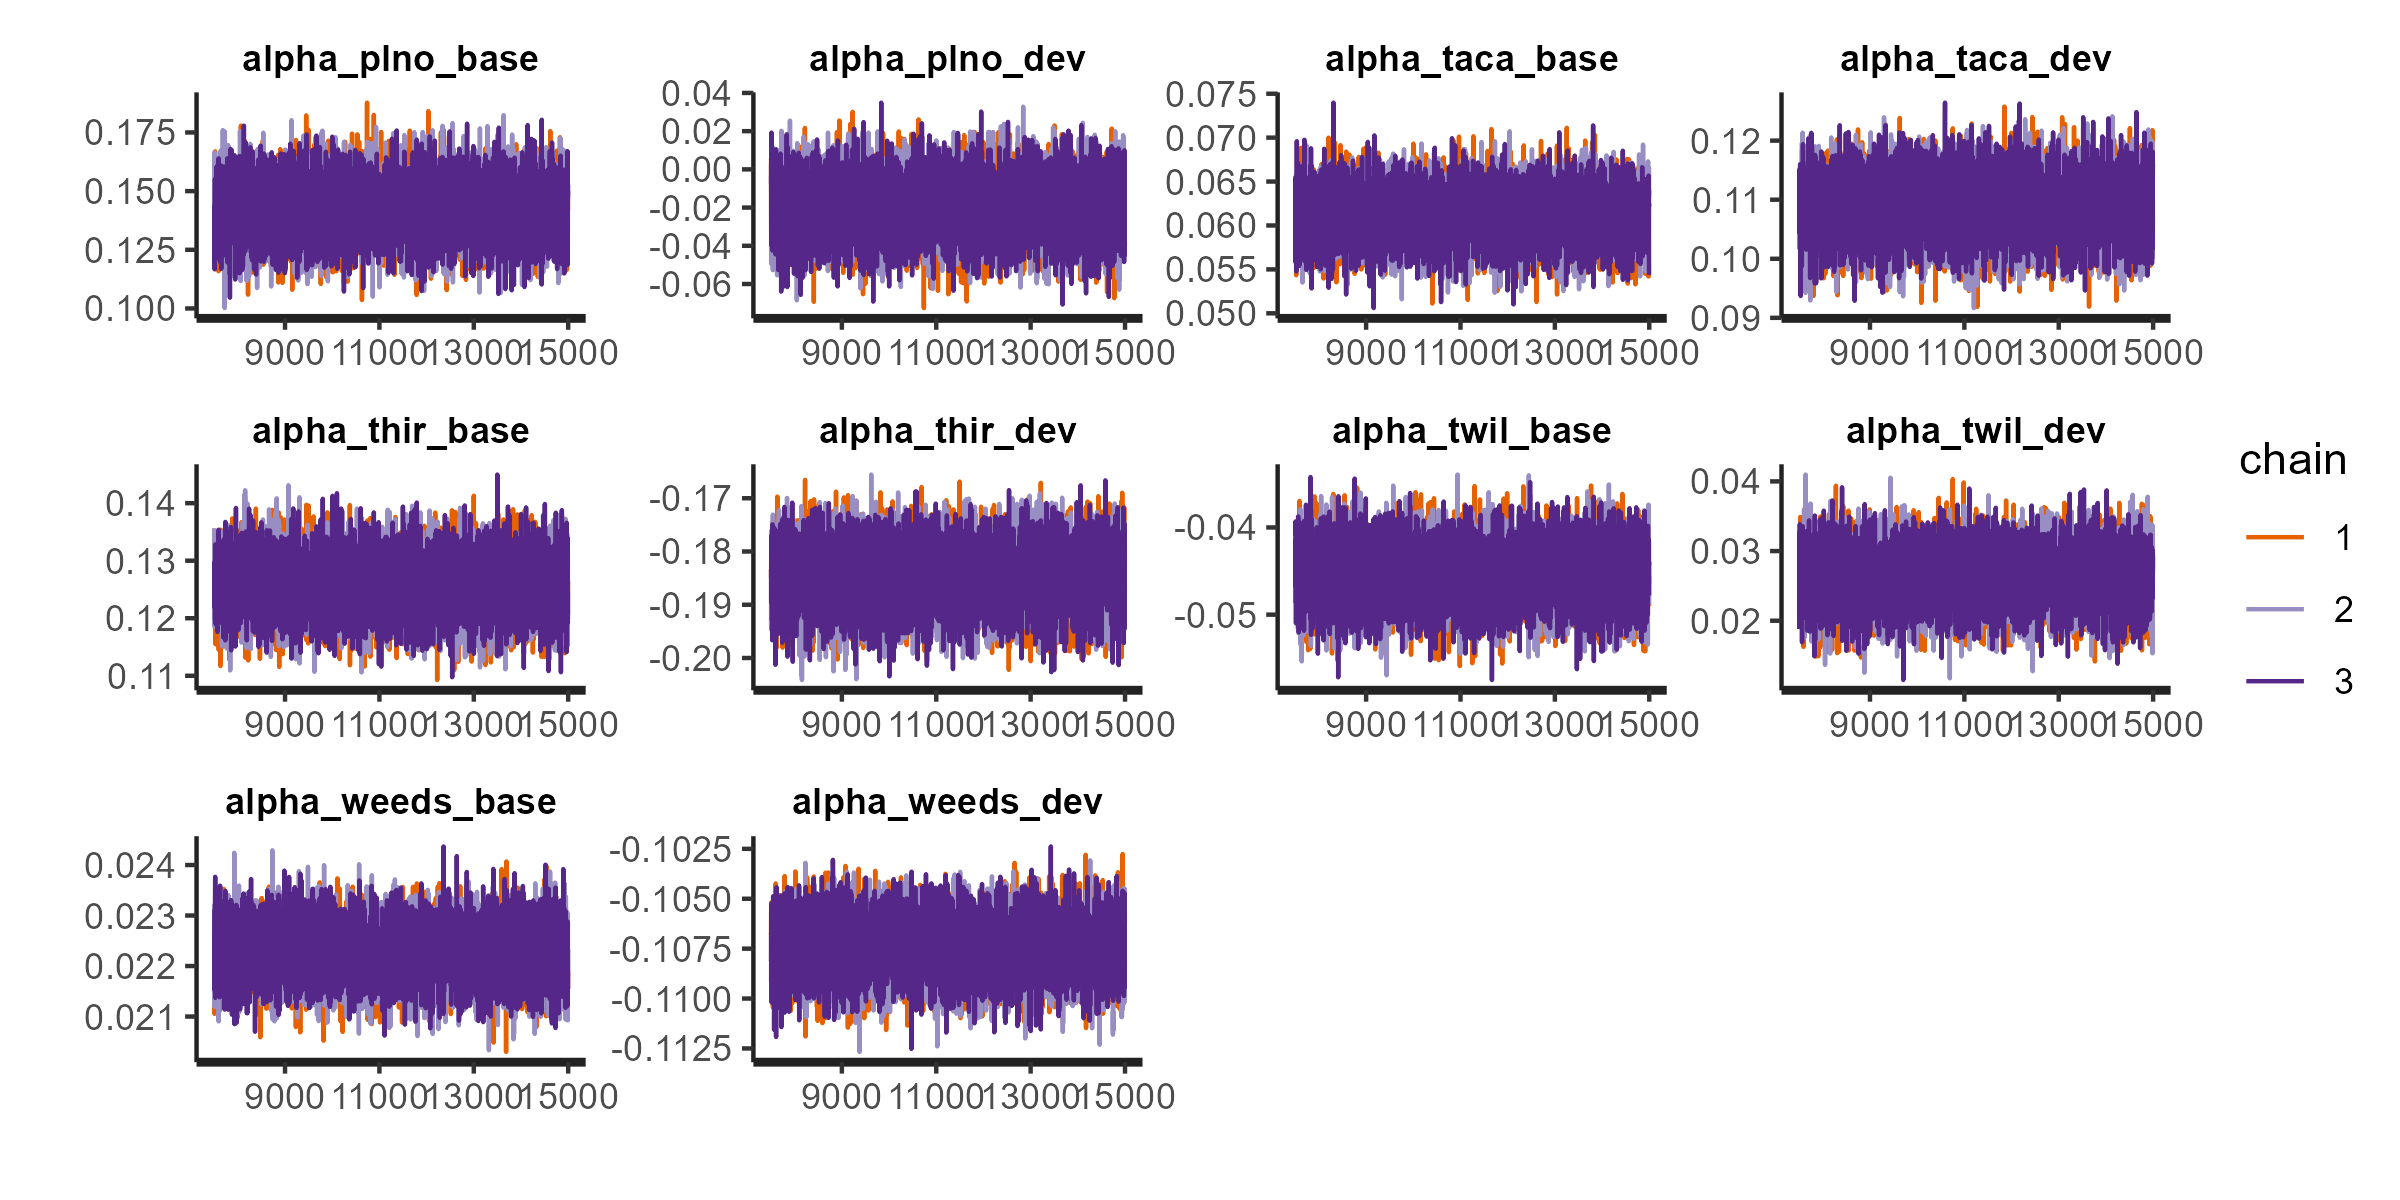 alpha_plno_base
0.175
0.150
0.125
0.100
9000 11000 13000 15000
alpha_plno_dev
0.04
0.02
0.00
-0.02
-0.04
-0.06
9000 11000 13000 15000
alpha_taca_base
0.075
0.070
0.065
0.060
0.055
0.050
9000 11000 13000 15000
alpha_taca_dev
0.12
0.11
0.10
0.09
9000 11000 13000 15000
alpha_thir_base
0.14
0.13
0.12
0.11
9000 11000 13000 15000
alpha_thir_dev
-0.17
-0.18
-0.19
-0.20
9000 11000 13000 15000
alpha_twil_base
-0.04
-0.05
9000 11000 13000 15000
alpha_twil_dev
0.04
0.03
0.02
9000 11000 13000 15000
chain
1
2
3
alpha_weeds_base
0.024
0.023
0.022
0.021
9000 11000 13000 15000
alpha_weeds_dev
-0.1025
-0.1050
-0.1075
-0.1100
-0.1125
9000 11000 13000 15000